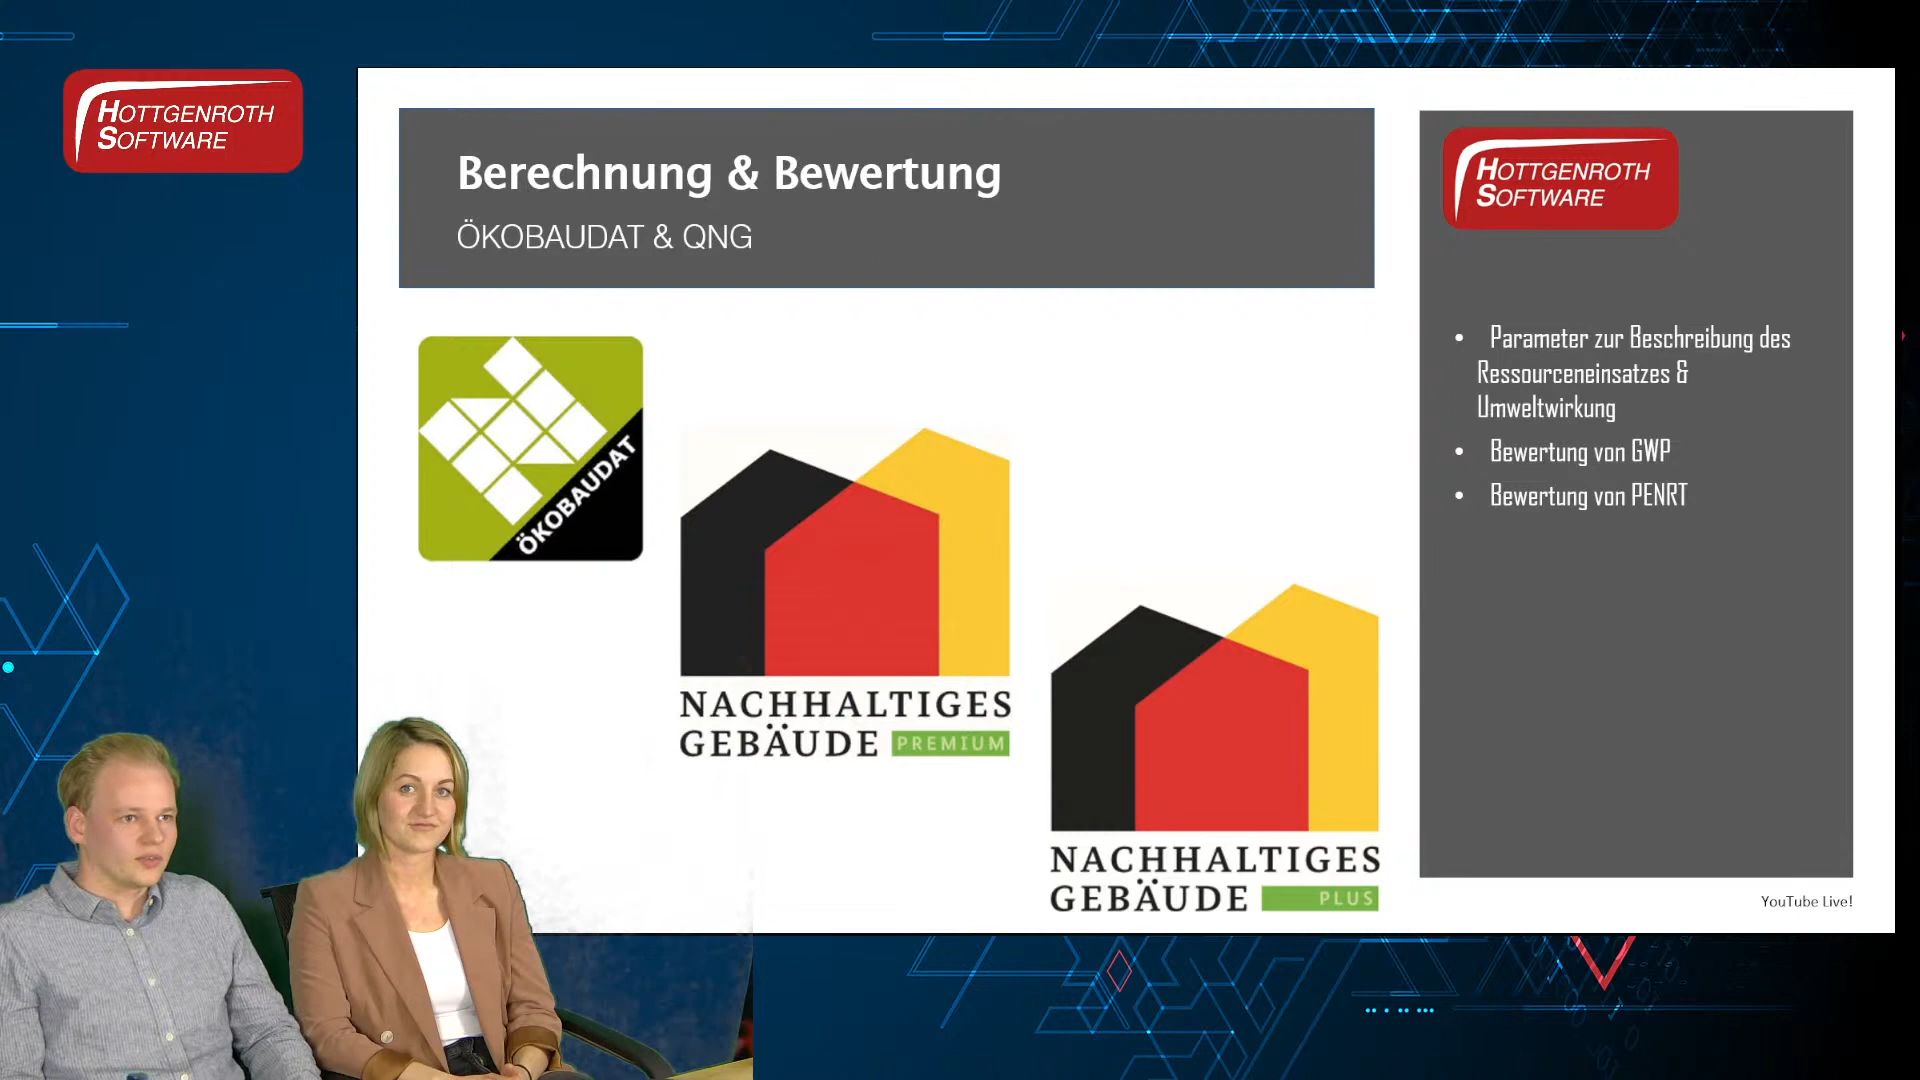 HOTTGENROTH
SOFTWARE
Berechnung & Bewertung
ÖKOBAUDAT & QNG
ÖKOBAUDAT
NACHHALTIGES
GEBÄUDE PREMIUM
NACHHALTIGES
GEBÄUDE PLUS
HOTTGENROTH
SOFTWARE
• Parameter zur Beschreibung des
Ressourceneinsatzes &
Umweltwirkung
• Bewertung von GWP
• Bewertung von PENRT
YouTube Live!